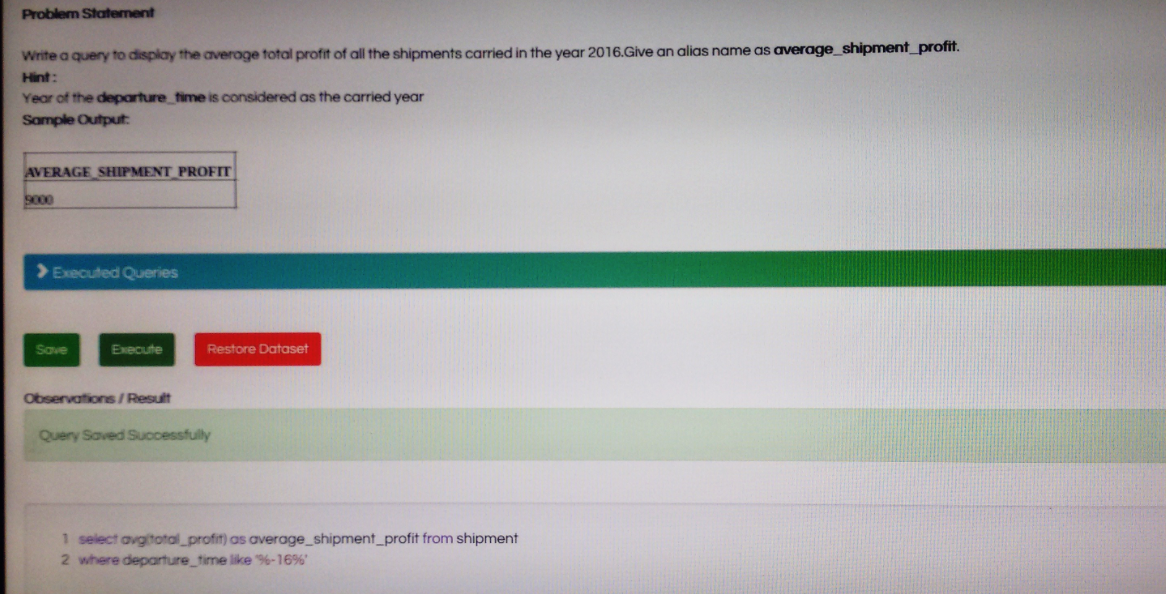 Problem Statement
Write a query to display the average total profit of all the shipments carried in the year 2016.Give an alias name as average_shipment_profit.
Hint :
Year of the departure_time is considered as the carried year
Sample Output:
AVERAGE_SHIPMENT_PROFIT
9000
Executed Queries
Save Execute Restore Dataset
Observations / Result
Query Saved Successfully
1 select avg(total_profit) as average_shipment_profit from shipment
2 where departure_time like '%-16%'